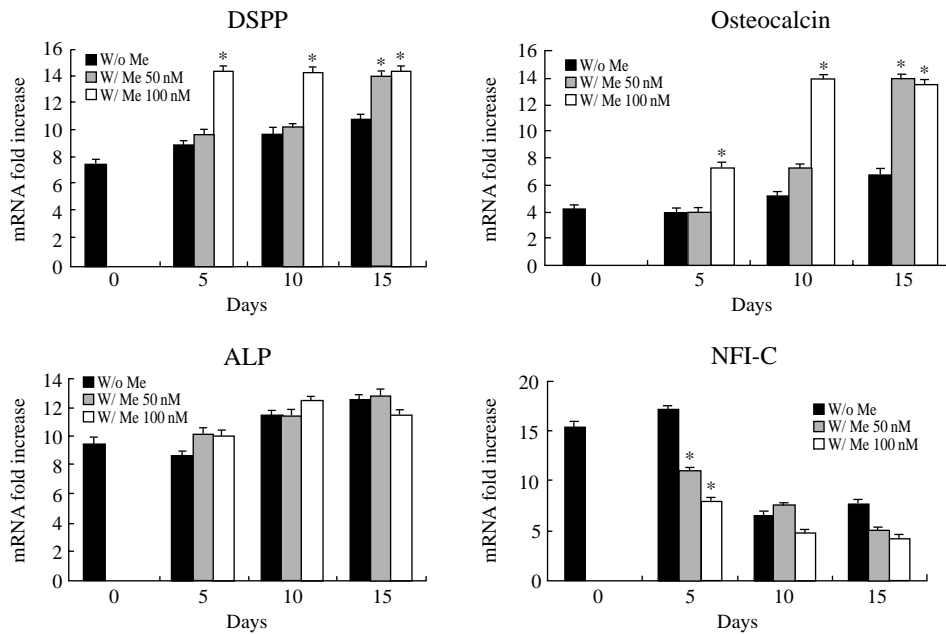 DSPP
mRNA fold increase
16
14
12
10
8
6
4
2
0
W/o Me
W/ Me 50 nM
W/ Me 100 nM
* * * *
0 5 10 15
Days
Osteocalcin
mRNA fold increase
16
14
12
10
8
6
4
2
0
W/o Me
W/ Me 50 nM
W/ Me 100 nM
* * * *
0 5 10 15
Days
ALP
mRNA fold increase
14
12
10
8
6
4
2
0
W/o Me
W/ Me 50 nM
W/ Me 100 nM
0 5 10 15
Days
NFI-C
mRNA fold increase
20
15
10
5
0
W/o Me
W/ Me 50 nM
W/ Me 100 nM
* *
0 5 10 15
Days